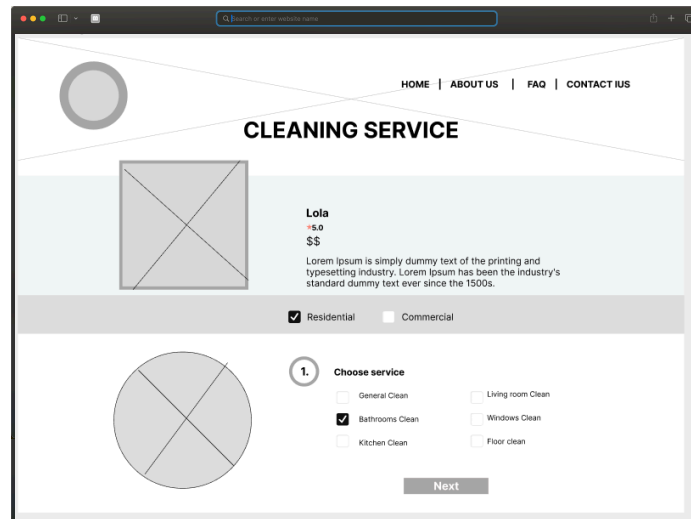 Search or enter website name
HOME | ABOUT US | FAQ | CONTACT IUS
CLEANING SERVICE
Lola
*5.0
$$
Lorem Ipsum is simply dummy text of the printing and
typesetting industry. Lorem Ipsum has been the industry's
standard dummy text ever since the 1500s.
Residential Commercial
1. Choose service
General Clean Living room Clean
Bathrooms Clean Windows Clean
Kitchen Clean Floor clean
Next